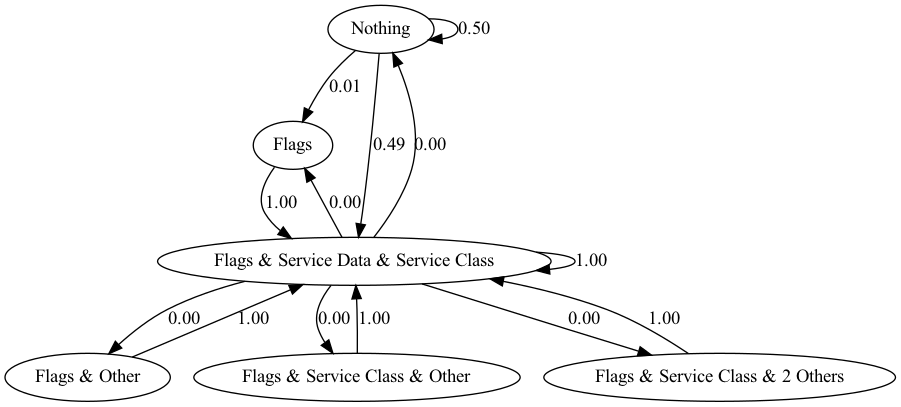 Nothing
0.50
0.01
Flags
0.49
0.00
1.00
0.00
Flags & Service Data & Service Class
1.00
0.00
1.00
0.00
1.00
0.00
1.00
Flags & Other
Flags & Service Class & Other
Flags & Service Class & 2 Others